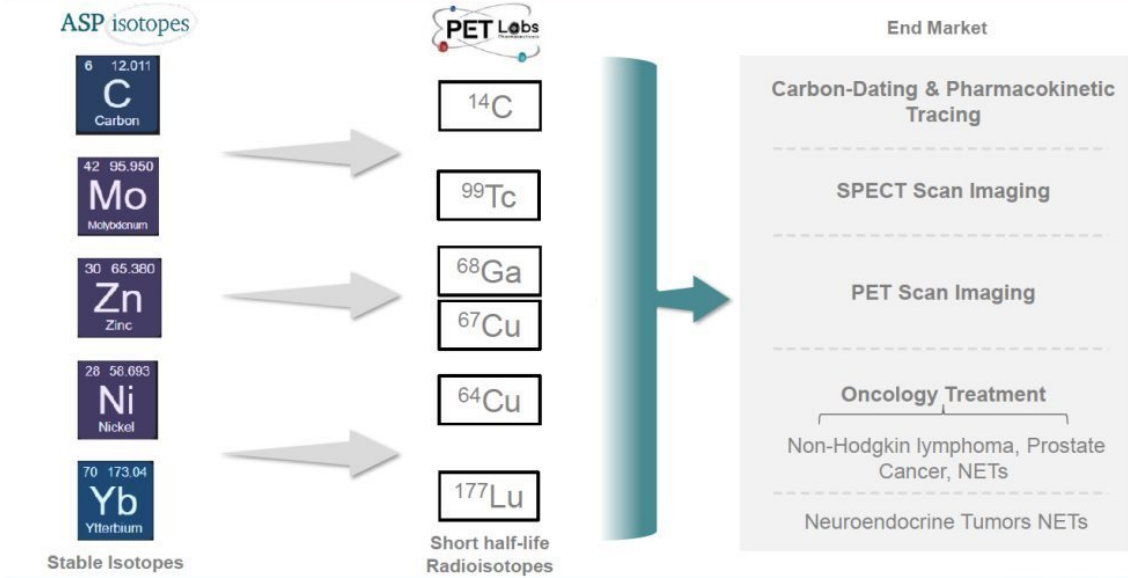 ASP isotopes
6 12.011
C
Carbon
42 95.950
Mo
Molybdenum
30 65.380
Zn
Zinc
28 58.693
Ni
Nickel
70 173.04
Yb
Ytterbium
Stable Isotopes
PET Labs
Pharmaceuticals
14C
99Tc
68Ga
67Cu
64Cu
177Lu
Short half-life
Radioisotopes
End Market
Carbon-Dating & Pharmacokinetic
Tracing
SPECT Scan Imaging
PET Scan Imaging
Oncology Treatment
Non-Hodgkin lymphoma, Prostate
Cancer, NETs
Neuroendocrine Tumors NETs